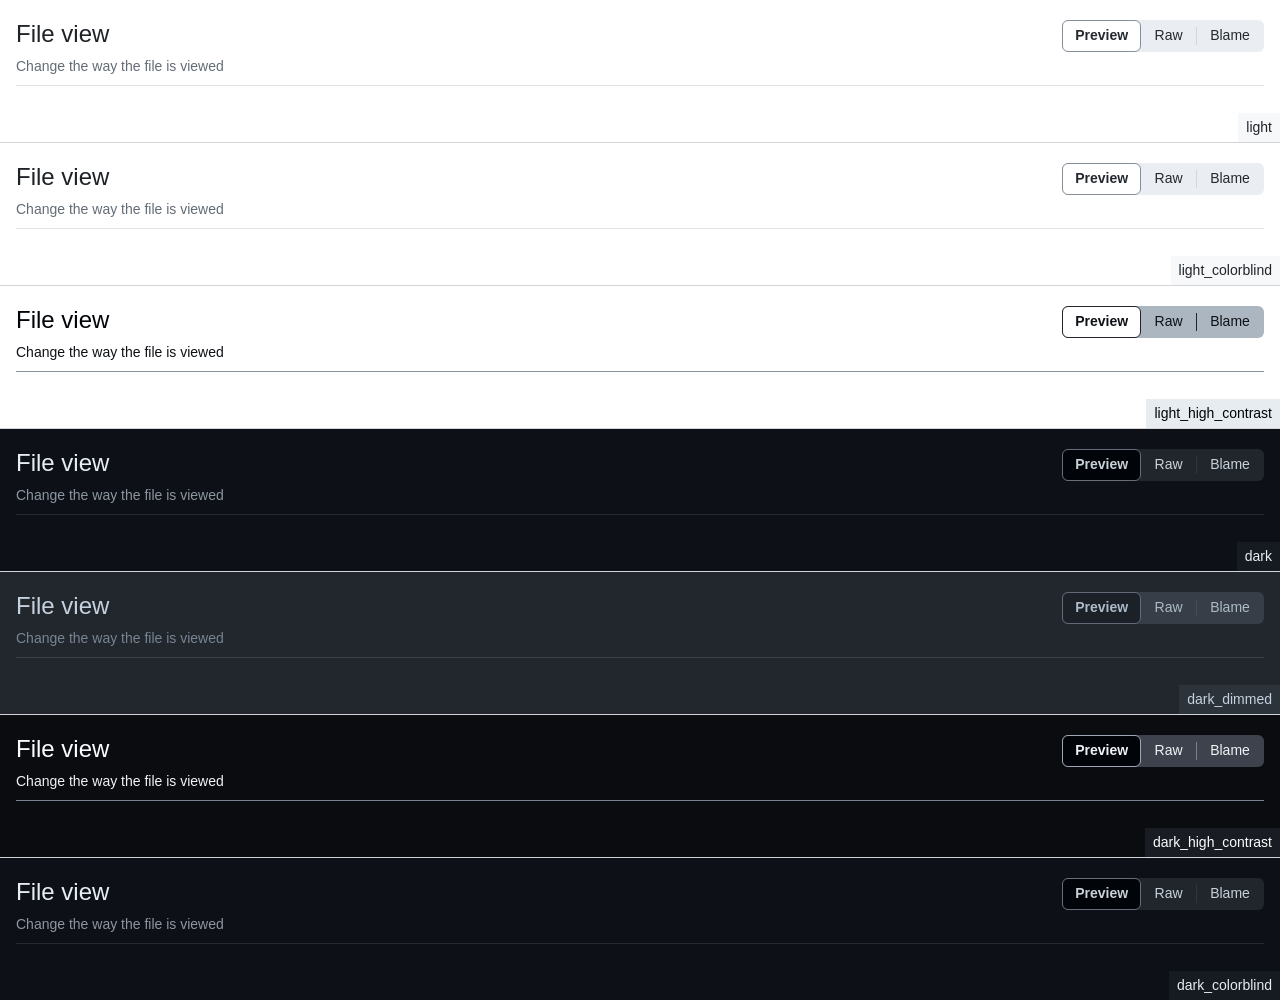 File view
Preview Raw Blame
Change the way the file is viewed
light
File view
Preview Raw Blame
Change the way the file is viewed
light_colorblind
File view
Preview Raw Blame
Change the way the file is viewed
light_high_contrast
File view
Preview Raw Blame
Change the way the file is viewed
dark
File view
Preview Raw Blame
Change the way the file is viewed
dark_dimmed
File view
Preview Raw Blame
Change the way the file is viewed
dark_high_contrast
File view
Preview Raw Blame
Change the way the file is viewed
dark_colorblind